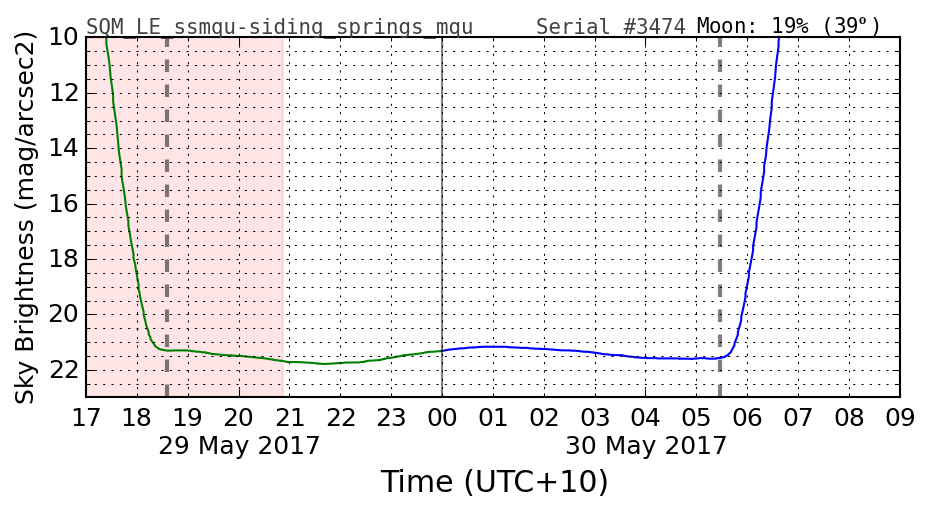 SQM_LE_ssmqu-siding_springs_mqu Serial #3474 Moon: 19% (39°)
Sky Brightness (mag/arcsec2)
10
12
14
16
18
20
22
17 18 19 20 21 22 23 00 01 02 03 04 05 06 07 08 09
29 May 2017 30 May 2017
Time (UTC+10)